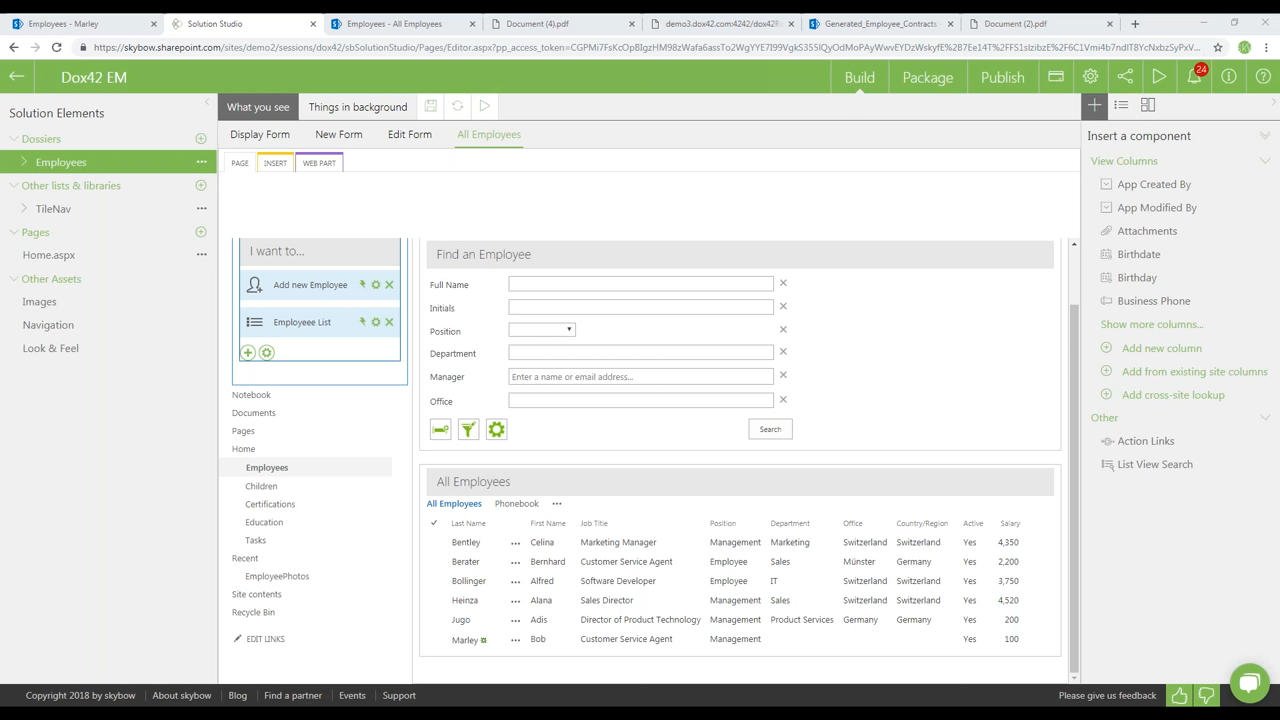 Employees - Marley
Solution Studio
Employees - All Employees
Document (4).pdf
demo3.dox42.com:4242/dox42Re
Generated_Employee_Contracts -
Document (2).pdf
Dox42 EM
Build
Package
Publish
24
Solution Elements
Dossiers
Employees
Other lists & libraries
TileNav
Pages
Home.aspx
Other Assets
Images
Navigation
Look & Feel
What you see
Things in background
Display Form
New Form
Edit Form
All Employees
PAGE
INSERT
WEB PART
I want to...
Add new Employee
Employeee List
Notebook
Documents
Pages
Home
Employees
Children
Certifications
Education
Tasks
Recent
EmployeePhotos
Site contents
Recycle Bin
EDIT LINKS
Find an Employee
Full Name
Initials
Position
Department
Manager
Enter a name or email address...
Office
Search
All Employees
All Employees Phonebook ...
Last Name First Name Job Title Position Department Office Country/Region Active Salary
Bentley ... Celina Marketing Manager Management Marketing Switzerland Switzerland Yes 4,350
Berater ... Bernhard Customer Service Agent Employee Sales Münster Germany Yes 2,200
Bollinger ... Alfred Software Developer Employee IT Switzerland Switzerland Yes 3,750
Heinza ... Alana Sales Director Management Sales Switzerland Switzerland Yes 4,520
Jugo ... Adis Director of Product Technology Management Product Services Germany Germany Yes 200
Marley ... Bob Customer Service Agent Management Yes 100
Insert a component
View Columns
App Created By
App Modified By
Attachments
Birthdate
Birthday
Business Phone
Show more columns...
Add new column
Add from existing site columns
Add cross-site lookup
Other
Action Links
List View Search
Copyright 2018 by skybow
About skybow
Blog
Find a partner
Events
Support
Please give us feedback